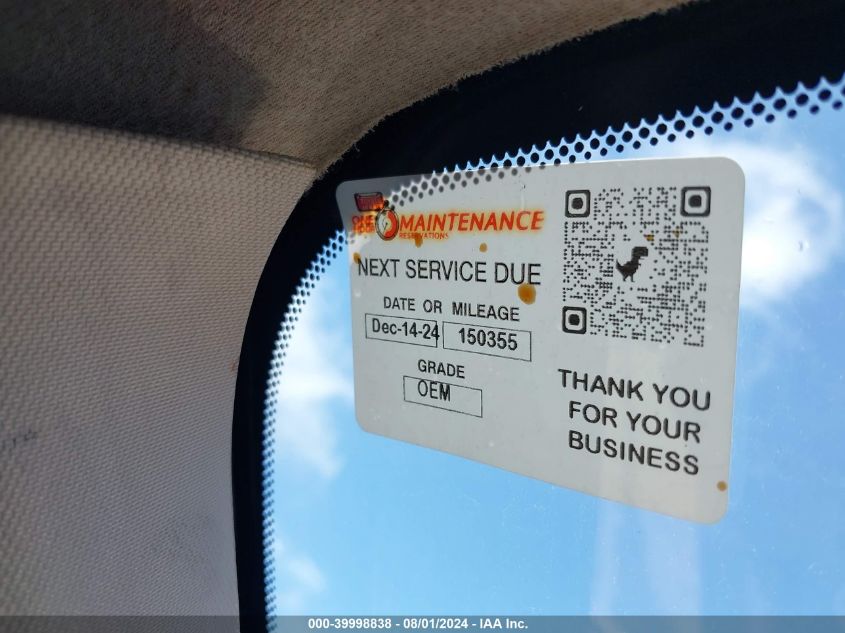 MAINTENANCE
RESERVATIONS
NEXT SERVICE DUE
DATE OR MILEAGE
Dec-14-24 150355
GRADE
OEM
THANK YOU
FOR YOUR
BUSINESS
000-39998838 - 08/01/2024 - IAA Inc.